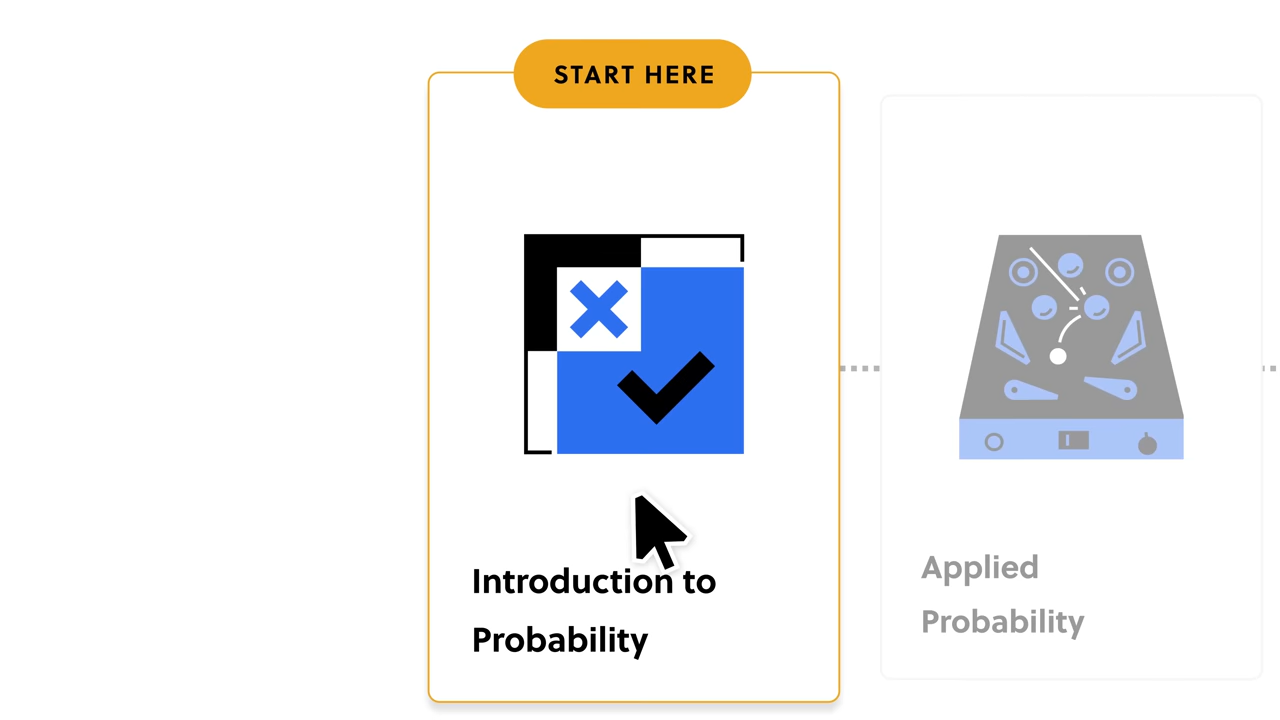 START HERE
Introduction to
Probability
Applied
Probability